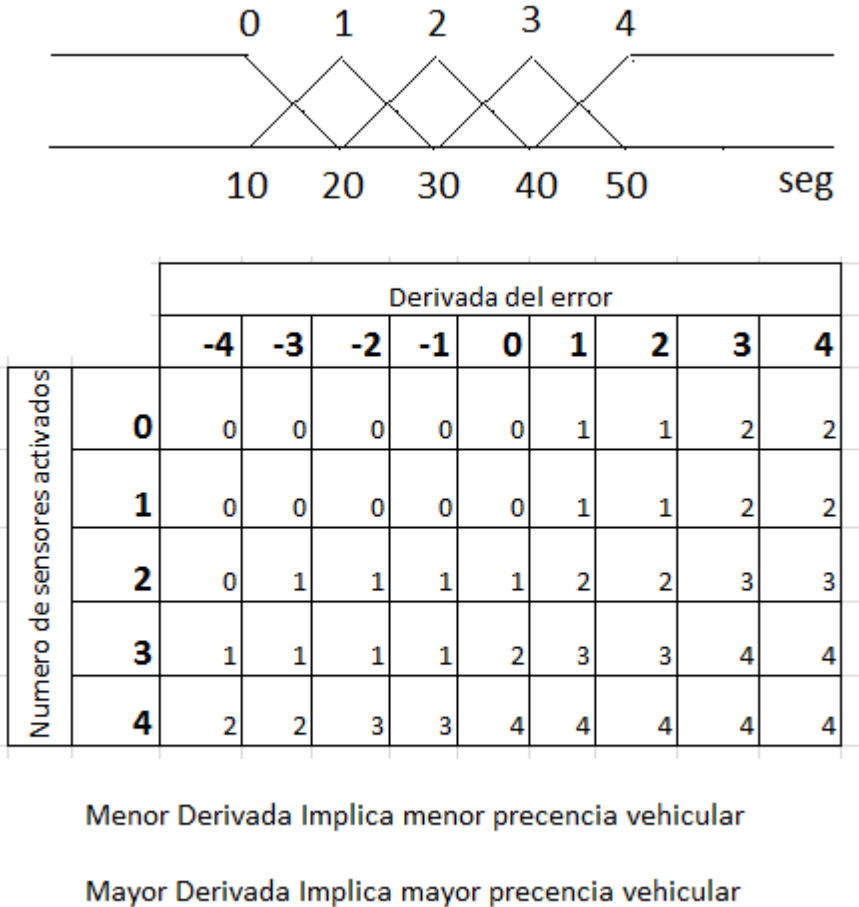 0 1 2 3 4
10 20 30 40 50 seg
Derivada del error
-4 -3 -2 -1 0 1 2 3 4
Numero de sensores activados
0 0 0 0 0 0 1 1 2 2
1 0 0 0 0 0 1 1 2 2
2 0 1 1 1 1 2 2 3 3
3 1 1 1 1 2 3 3 4 4
4 2 2 3 3 4 4 4 4 4
Menor Derivada Implica menor precencia vehicular
Mayor Derivada Implica mayor precencia vehicular